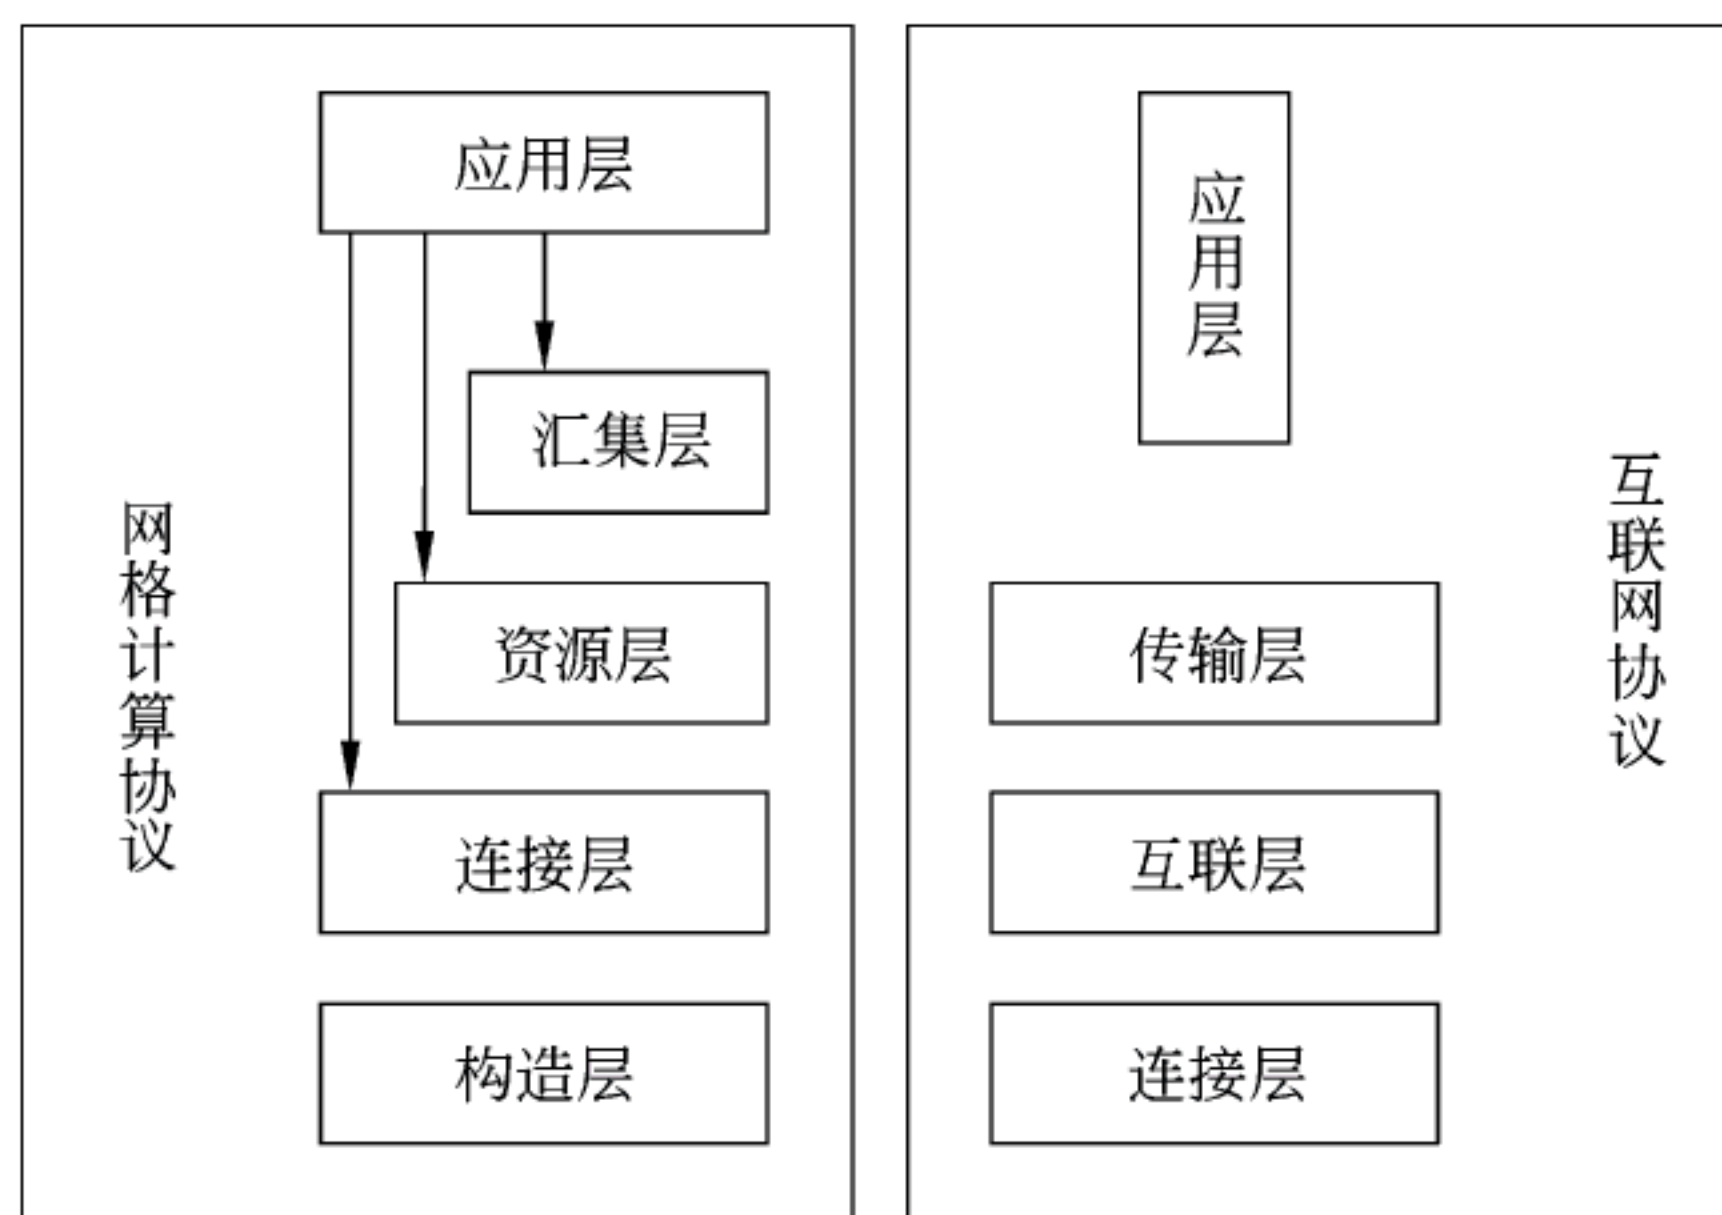 网格计算协议
应用层
汇集层
资源层
连接层
构造层
应用层
传输层
互联层
连接层
互联网协议